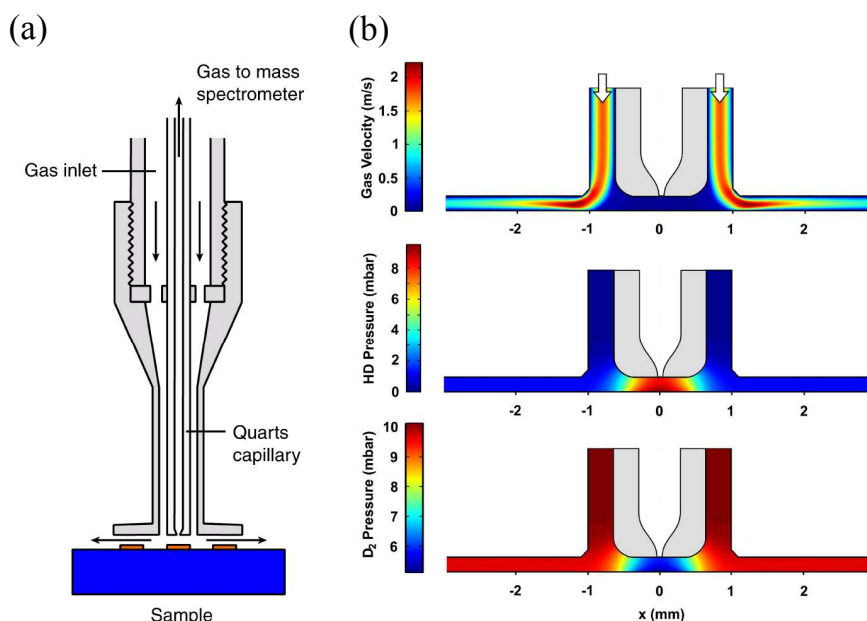 (a)
Gas to mass
spectrometer
Gas inlet
Quarts
capillary
Sample
(b)
Gas Velocity (m/s)
2
1.5
1
0.5
0
-2
-1
0
1
2
HD Pressure (mbar)
8
6
4
2
0
-2
-1
0
1
2
D₂ Pressure (mbar)
10
9
8
7
6
-2
-1
0
1
2
x (mm)